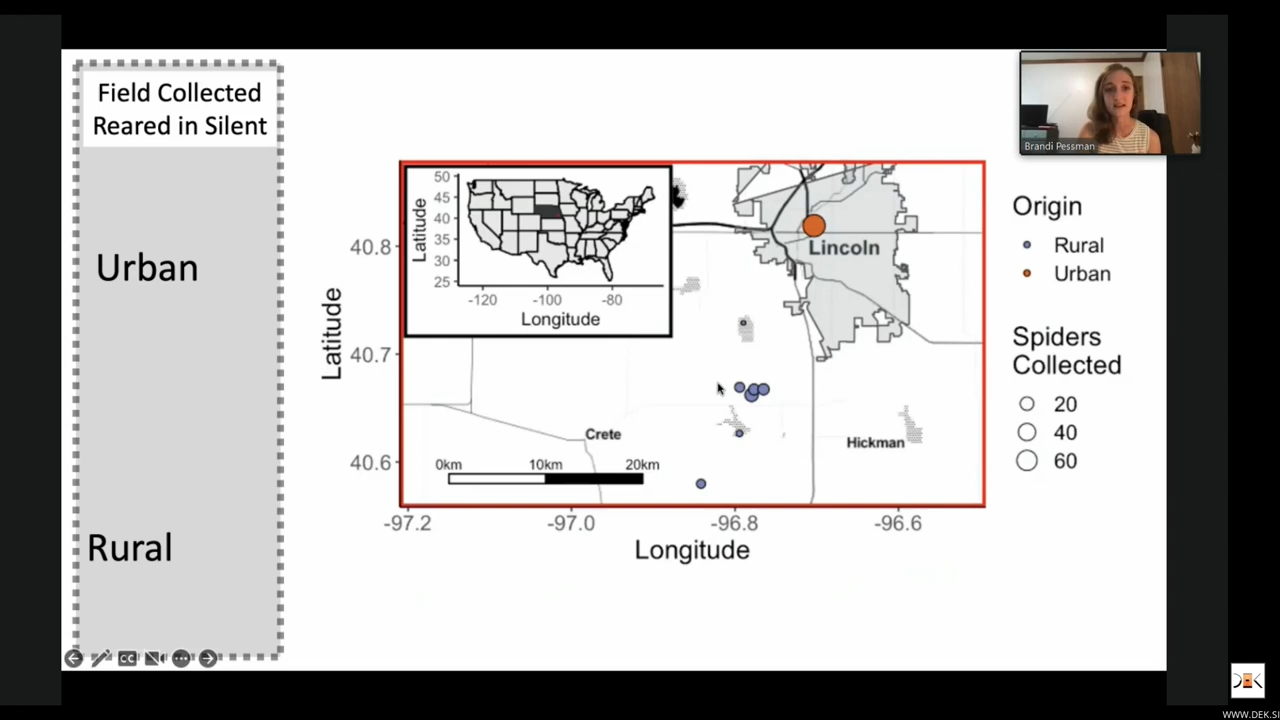 Field Collected
Reared in Silent
Urban
Rural
CC
Latitude
50
45
40
35
30
25
-120
-100
-80
Longitude
Latitude
40.8
40.7
40.6
Lincoln
Crete
Hickman
0km
10km
20km
-97.2
-97.0
-96.8
-96.6
Longitude
Brandi Pessman
Origin
Rural
Urban
Spiders
Collected
20
40
60
WWW.DEK.SI